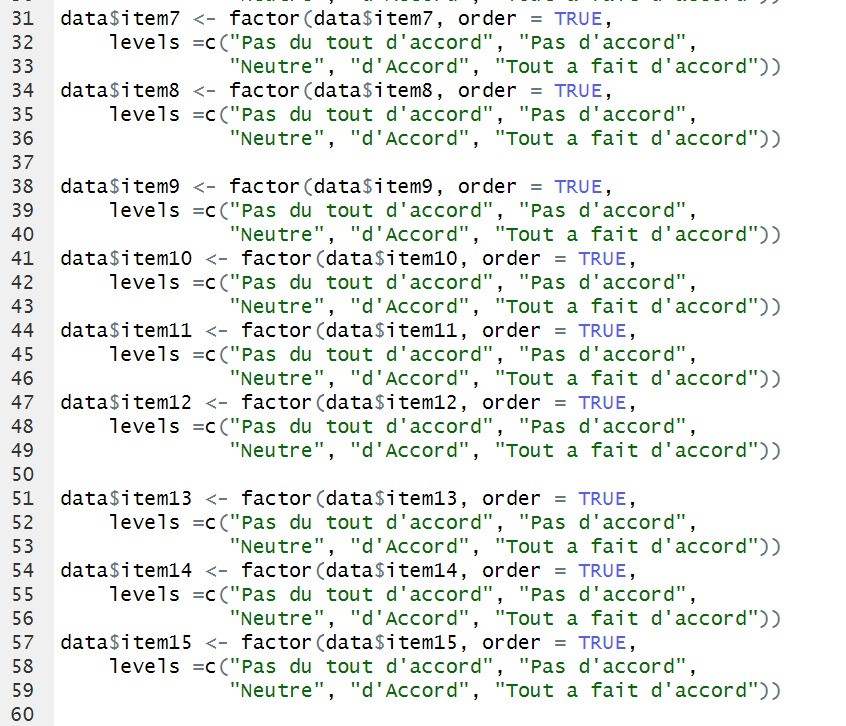 31 data$item7 <- factor(data$item7, order = TRUE,
32     levels =c("Pas du tout d'accord", "Pas d'accord",
33               "Neutre", "d'Accord", "Tout a fait d'accord"))
34 data$item8 <- factor(data$item8, order = TRUE,
35     levels =c("Pas du tout d'accord", "Pas d'accord",
36               "Neutre", "d'Accord", "Tout a fait d'accord"))
37
38 data$item9 <- factor(data$item9, order = TRUE,
39     levels =c("Pas du tout d'accord", "Pas d'accord",
40               "Neutre", "d'Accord", "Tout a fait d'accord"))
41 data$item10 <- factor(data$item10, order = TRUE,
42     levels =c("Pas du tout d'accord", "Pas d'accord",
43               "Neutre", "d'Accord", "Tout a fait d'accord"))
44 data$item11 <- factor(data$item11, order = TRUE,
45     levels =c("Pas du tout d'accord", "Pas d'accord",
46               "Neutre", "d'Accord", "Tout a fait d'accord"))
47 data$item12 <- factor(data$item12, order = TRUE,
48     levels =c("Pas du tout d'accord", "Pas d'accord",
49               "Neutre", "d'Accord", "Tout a fait d'accord"))
50
51 data$item13 <- factor(data$item13, order = TRUE,
52     levels =c("Pas du tout d'accord", "Pas d'accord",
53               "Neutre", "d'Accord", "Tout a fait d'accord"))
54 data$item14 <- factor(data$item14, order = TRUE,
55     levels =c("Pas du tout d'accord", "Pas d'accord",
56               "Neutre", "d'Accord", "Tout a fait d'accord"))
57 data$item15 <- factor(data$item15, order = TRUE,
58     levels =c("Pas du tout d'accord", "Pas d'accord",
59               "Neutre", "d'Accord", "Tout a fait d'accord"))
60